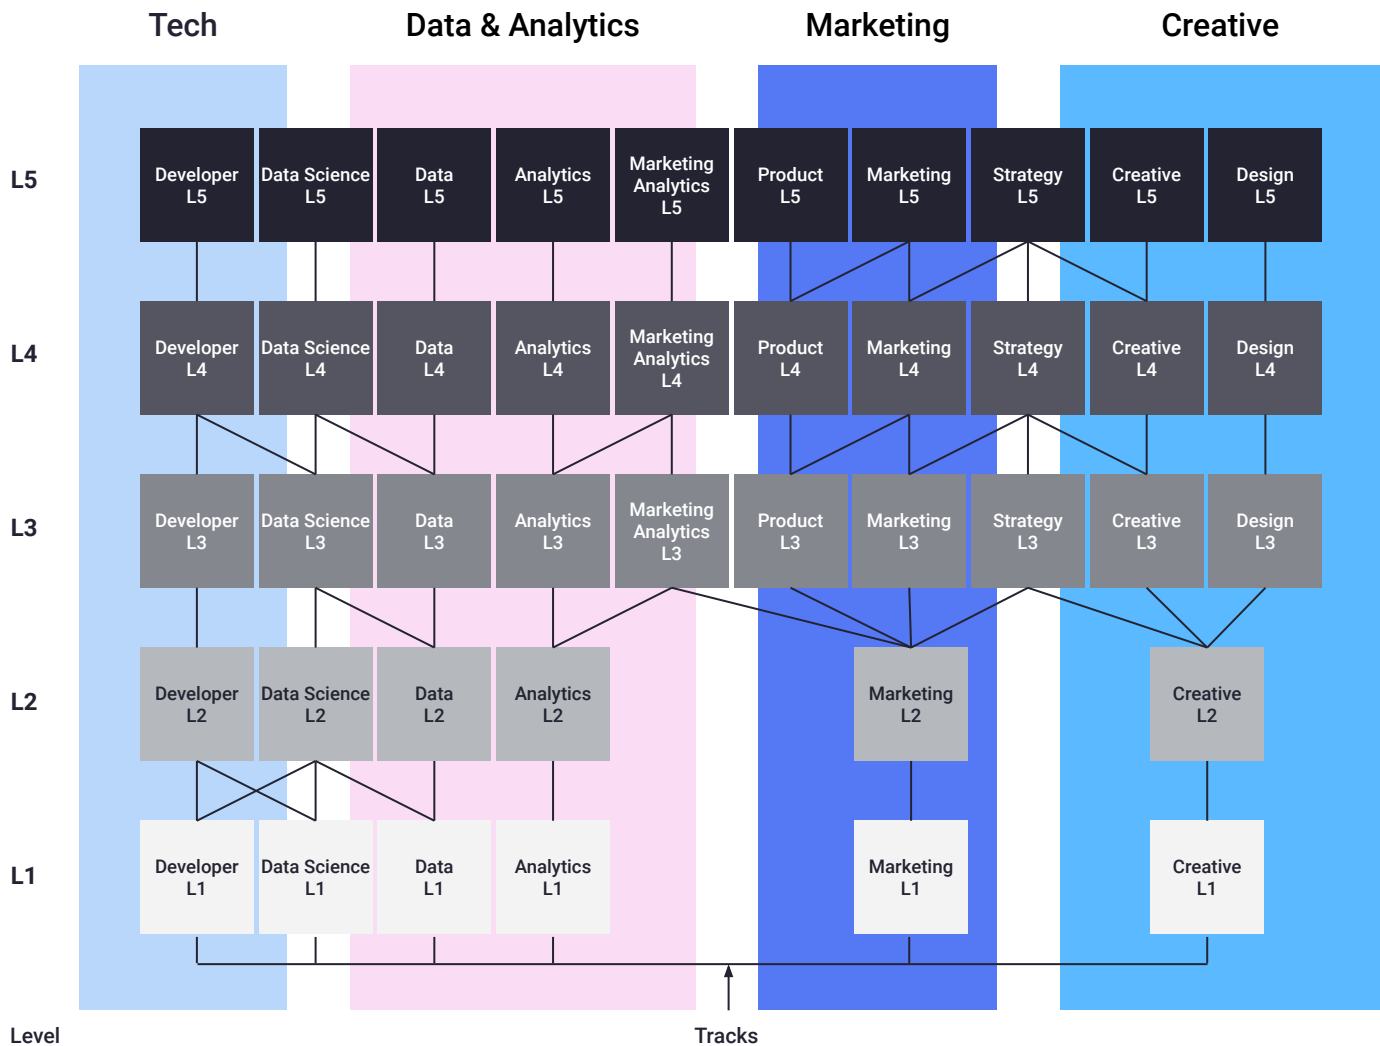 Tech
Data & Analytics
Marketing
Creative
L5
Developer
L5
Data Science
L5
Data
L5
Analytics
L5
Marketing
Analytics
L5
Product
L5
Marketing
L5
Strategy
L5
Creative
L5
Design
L5
L4
Developer
L4
Data Science
L4
Data
L4
Analytics
L4
Marketing
Analytics
L4
Product
L4
Marketing
L4
Strategy
L4
Creative
L4
Design
L4
L3
Developer
L3
Data Science
L3
Data
L3
Analytics
L3
Marketing
Analytics
L3
Product
L3
Marketing
L3
Strategy
L3
Creative
L3
Design
L3
L2
Developer
L2
Data Science
L2
Data
L2
Analytics
L2
Marketing
L2
Creative
L2
L1
Developer
L1
Data Science
L1
Data
L1
Analytics
L1
Marketing
L1
Creative
L1
Level
Tracks